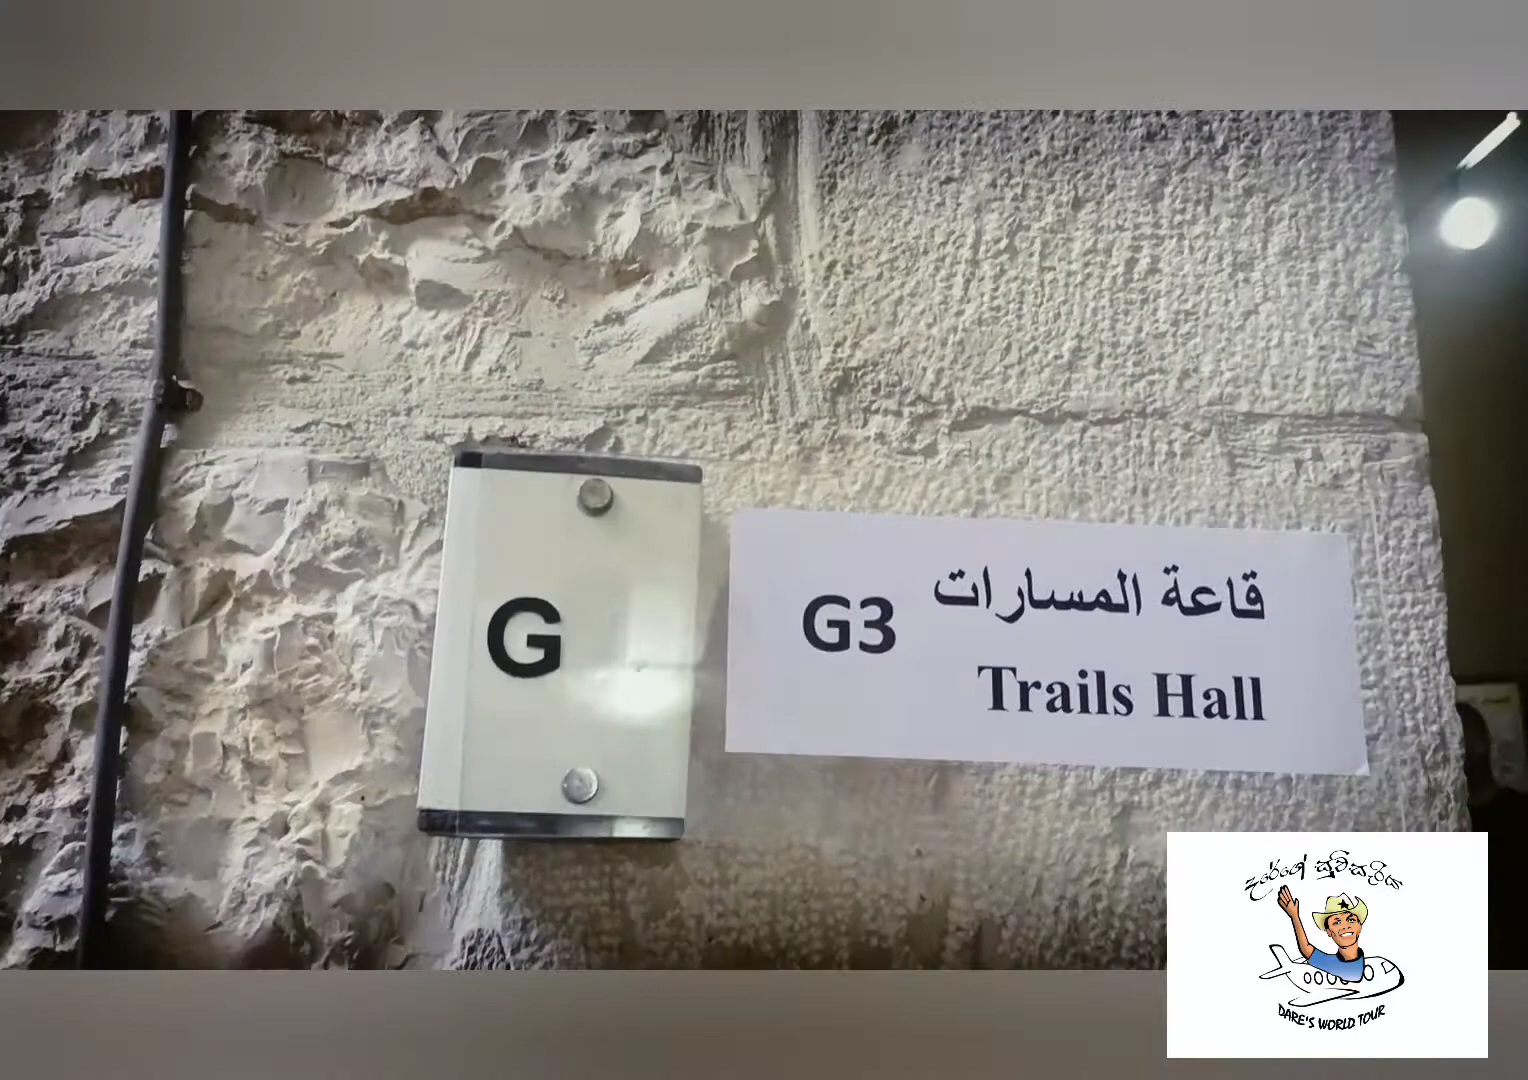 G
G3
قاعة المسارات
Trails Hall
දාරේගේ සුවිසැරිය
DARE'S WORLD TOUR